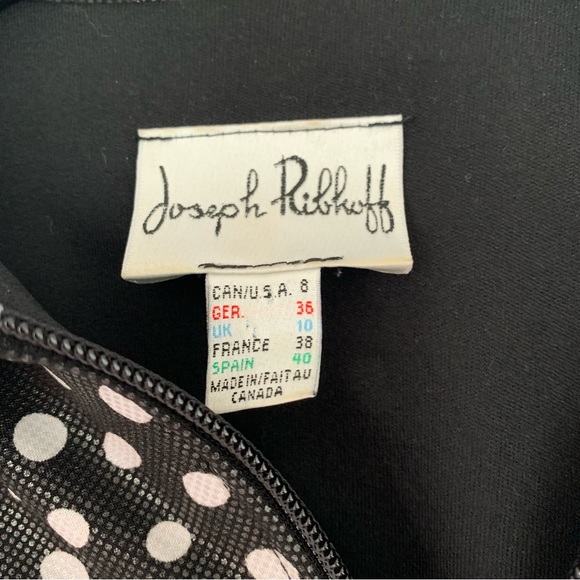 Joseph Ribkoff
CAN/U.S.A. 8
GER. 36
UK 10
FRANCE 38
SPAIN 40
MADE IN/FAIT AU
CANADA